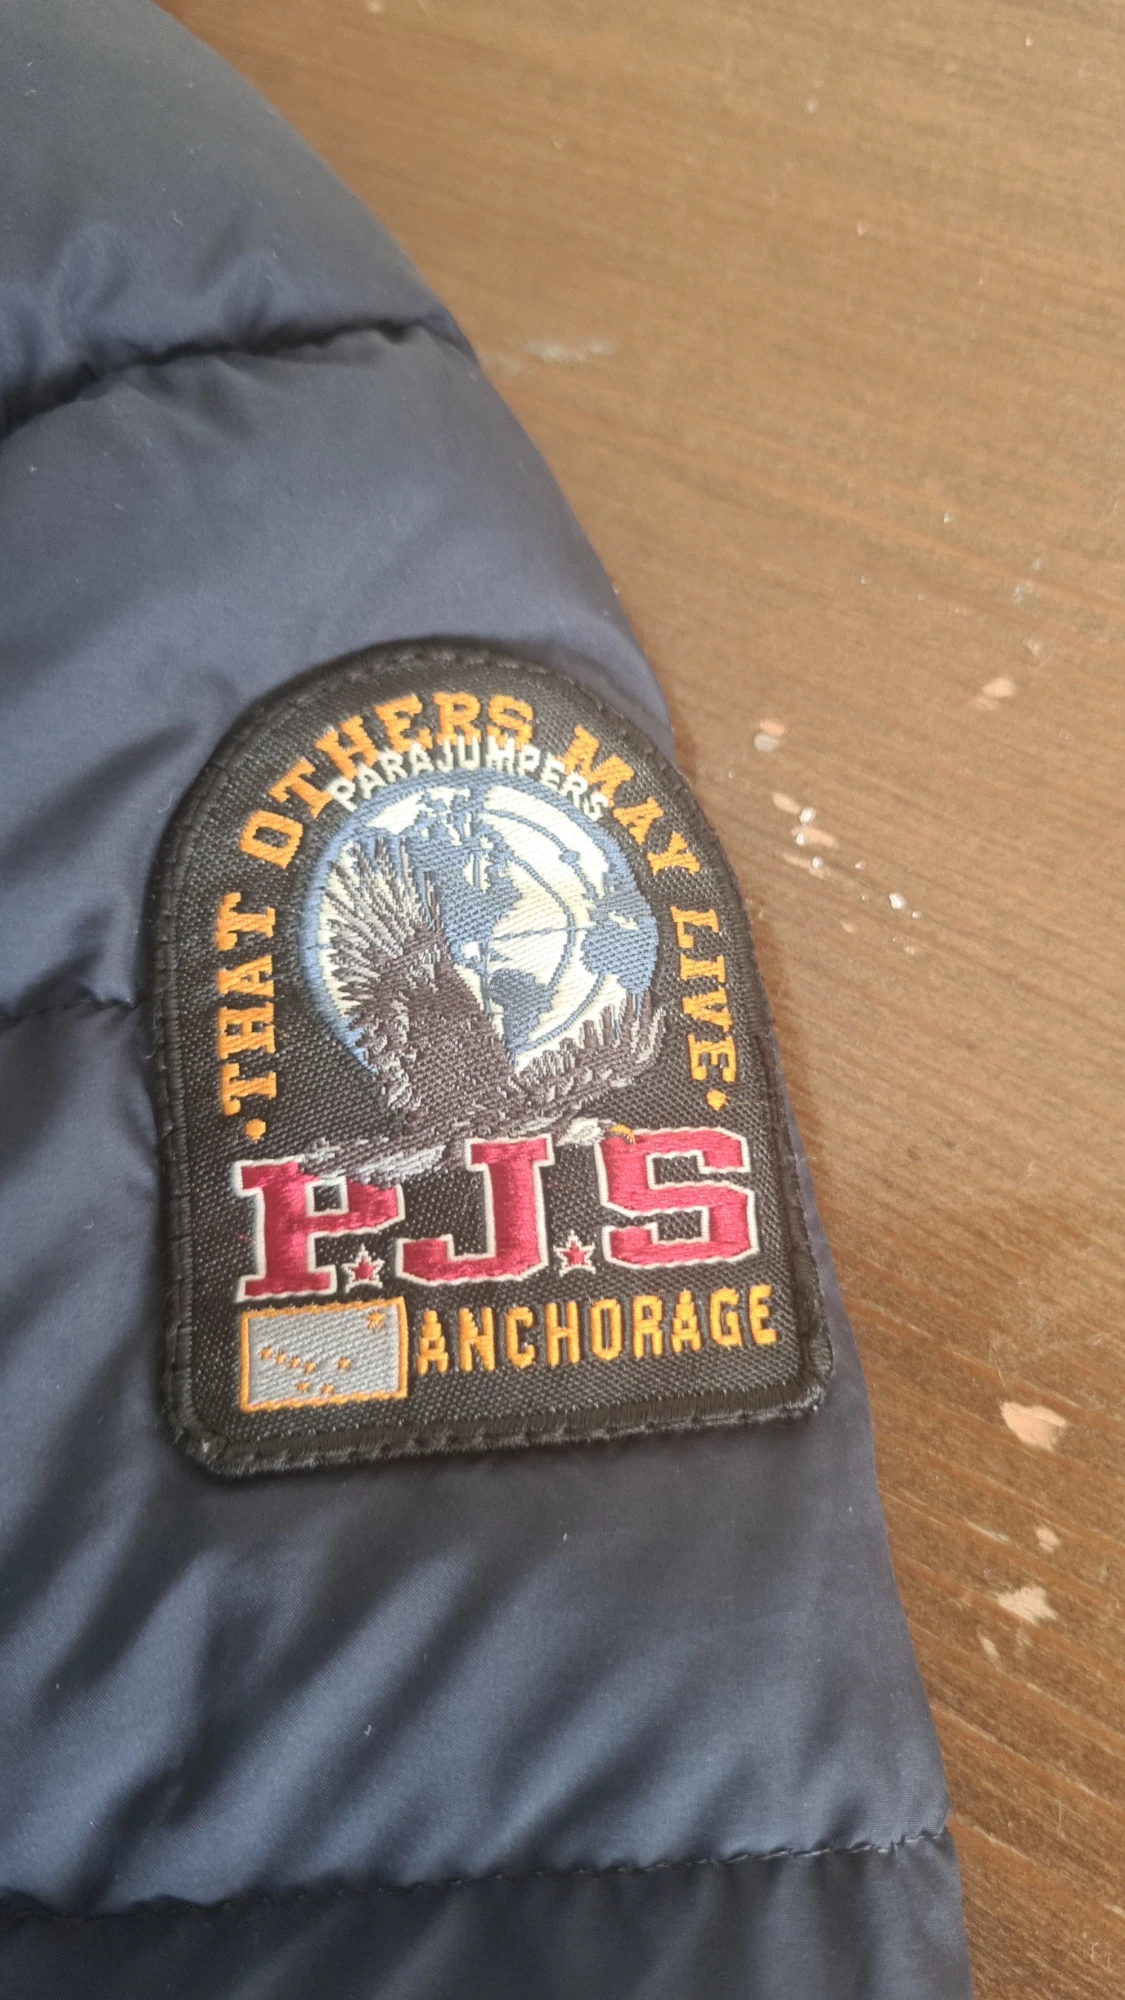 ·THAT OTHERS MAY LIVE·
PARAJUMPERS
P.J.S
ANCHORAGE